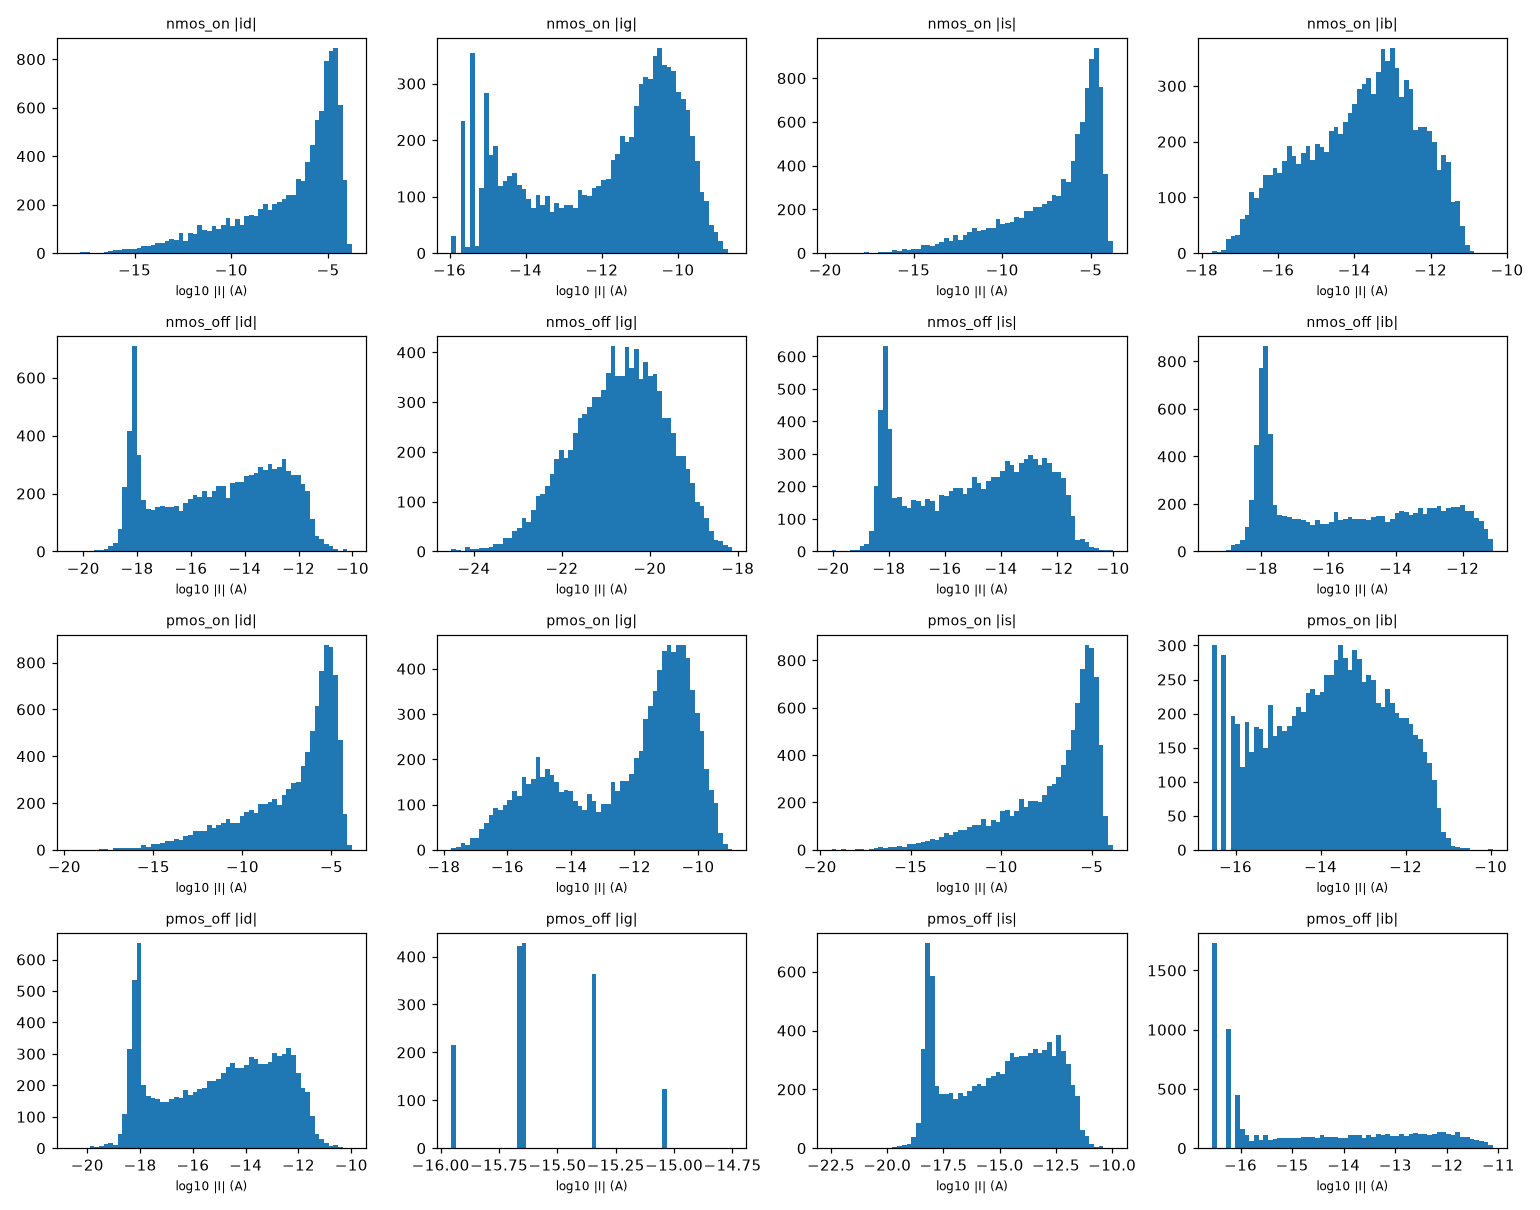 nmos_on |id| nmos_on |ig| nmos_on |is| nmos_on |ib|
800 600 400 200 0
300 200 100 0
800 600 400 200 0
300 200 100 0
−15 −10 −5
−16 −14 −12 −10
−20 −15 −10 −5
−18 −16 −14 −12 −10
log10 |I| (A) log10 |I| (A) log10 |I| (A) log10 |I| (A)
nmos_off |id| nmos_off |ig| nmos_off |is| nmos_off |ib|
600 400 200 0
400 300 200 100 0
600 500 400 300 200 100 0
800 600 400 200 0
−20 −18 −16 −14 −12 −10
−24 −22 −20 −18
−20 −18 −16 −14 −12 −10
−18 −16 −14 −12
log10 |I| (A) log10 |I| (A) log10 |I| (A) log10 |I| (A)
pmos_on |id| pmos_on |ig| pmos_on |is| pmos_on |ib|
800 600 400 200 0
400 300 200 100 0
800 600 400 200 0
300 250 200 150 100 50 0
−20 −15 −10 −5
−18 −16 −14 −12 −10
−20 −15 −10 −5
−16 −14 −12 −10
log10 |I| (A) log10 |I| (A) log10 |I| (A) log10 |I| (A)
pmos_off |id| pmos_off |ig| pmos_off |is| pmos_off |ib|
600 500 400 300 200 100 0
400 300 200 100 0
600 400 200 0
1500 1000 500 0
−20 −18 −16 −14 −12 −10
−16.00 −15.75 −15.50 −15.25 −15.00 −14.75
−22.5 −20.0 −17.5 −15.0 −12.5 −10.0
−16 −15 −14 −13 −12 −11
log10 |I| (A) log10 |I| (A) log10 |I| (A) log10 |I| (A)